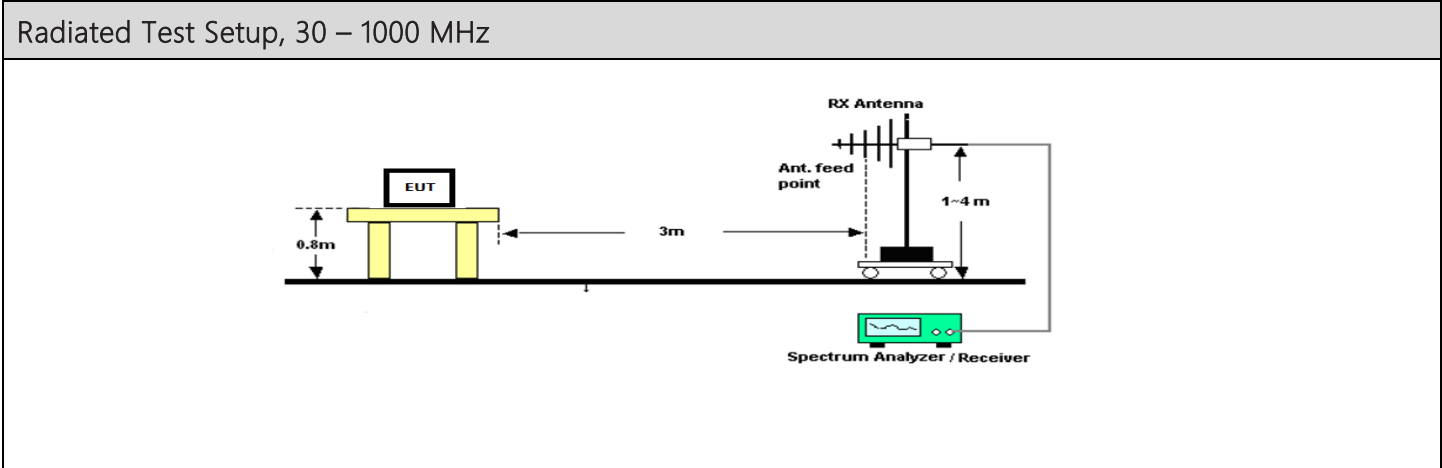 Radiated Test Setup, 30 – 1000 MHz
RX Antenna
Ant. feed
point
EUT
1~4 m
3m
0.8m
Spectrum Analyzer / Receiver